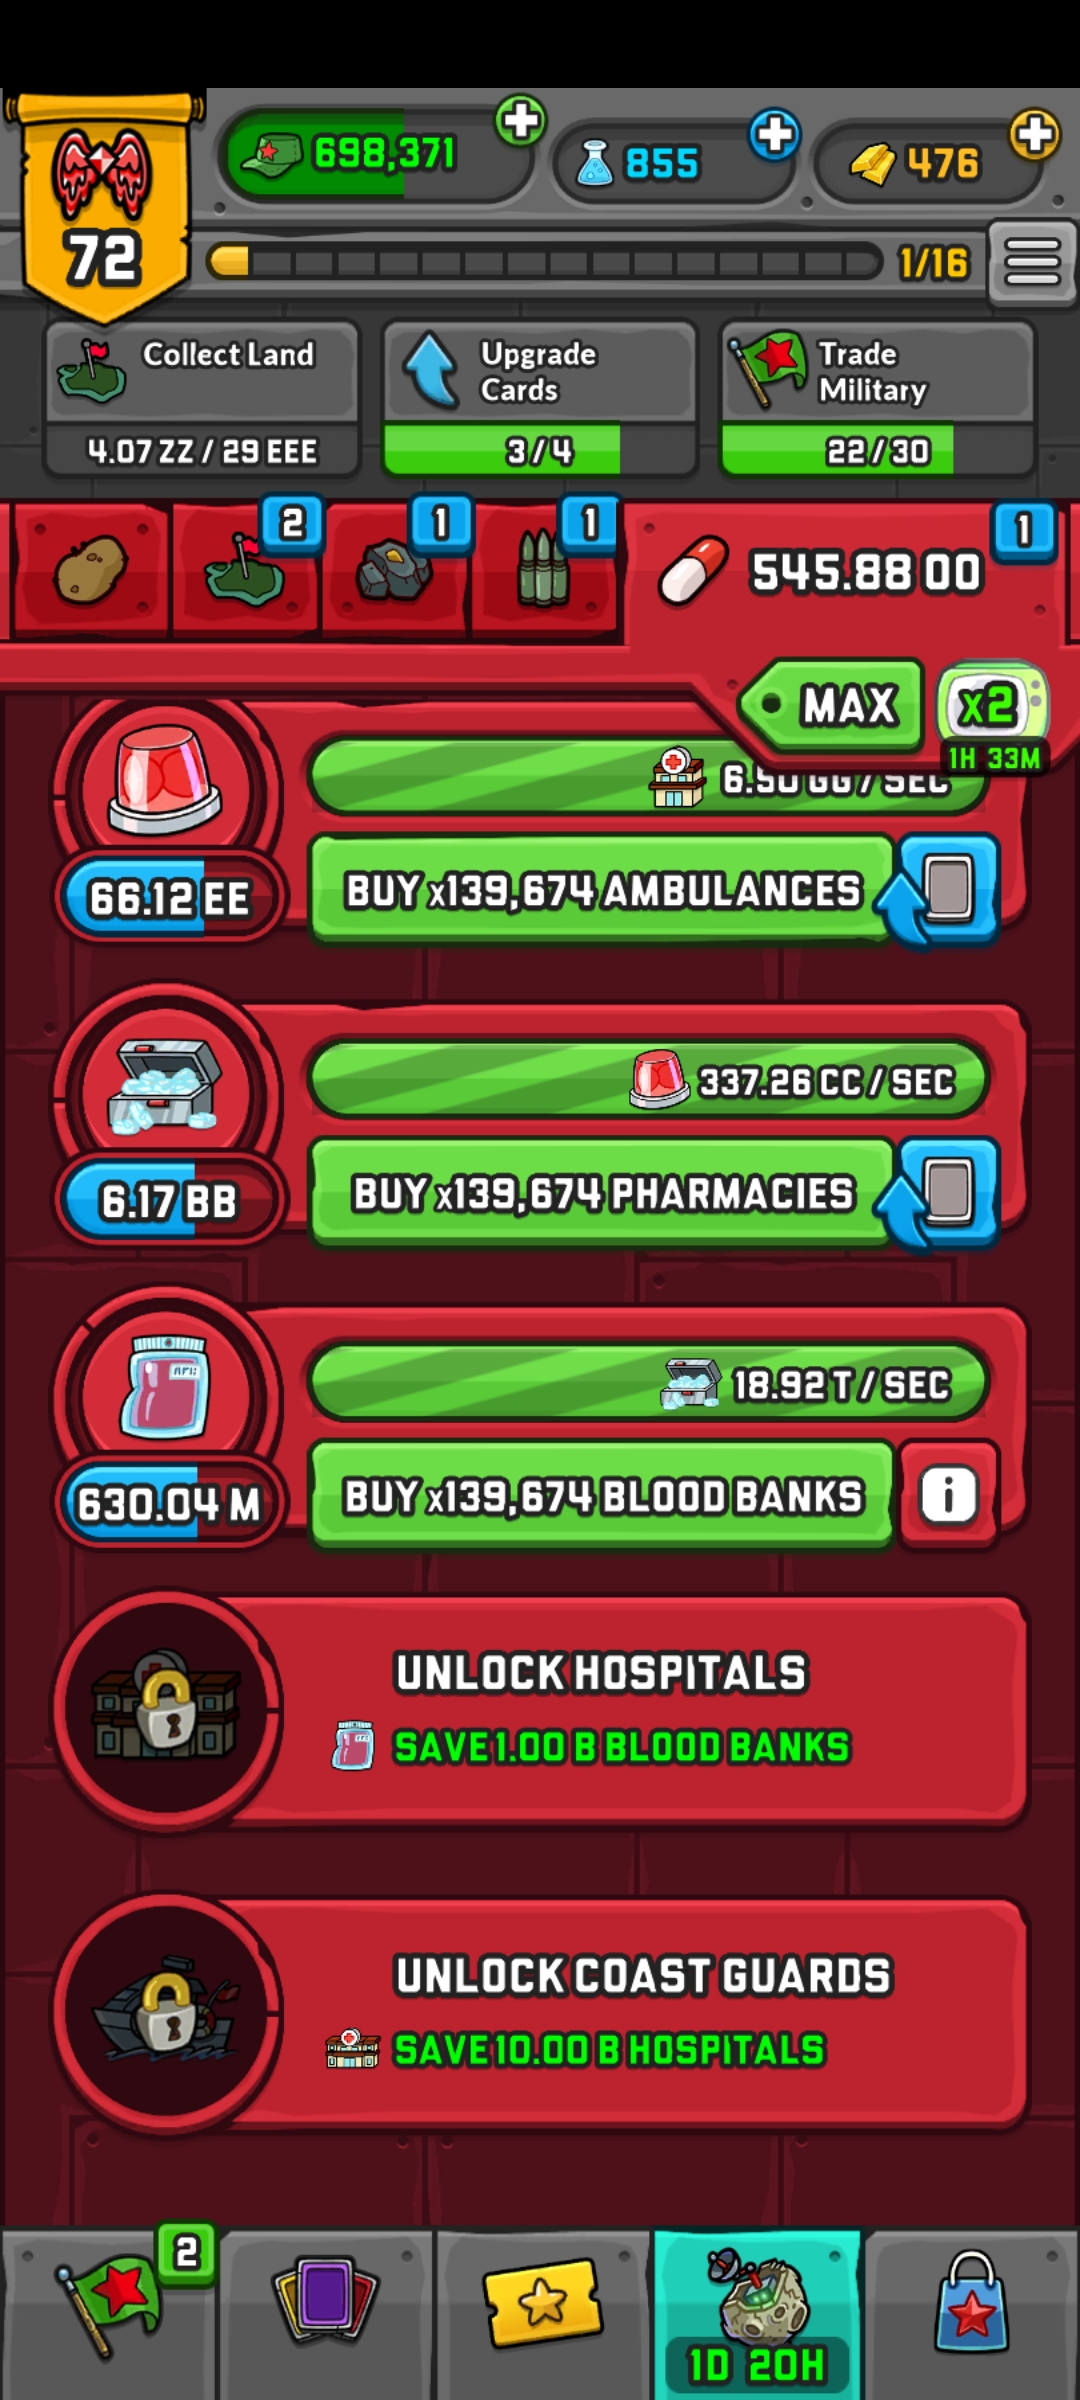 698,371
855
476
72
1/16
Collect Land
Upgrade
Cards
Trade
Military
4.07 ZZ / 29 EEE
3/4
22/30
2
1
1
1
545.88 OO
MAX
x2
1H 33M
6.50 GG / SEC
66.12 EE
BUY x139,674 AMBULANCES
337.26 CC / SEC
6.17 BB
BUY x139,674 PHARMACIES
18.92 T / SEC
630.04 M
BUY x139,674 BLOOD BANKS
i
UNLOCK HOSPITALS
SAVE 1.00 B BLOOD BANKS
UNLOCK COAST GUARDS
SAVE 10.00 B HOSPITALS
2
1D 20H